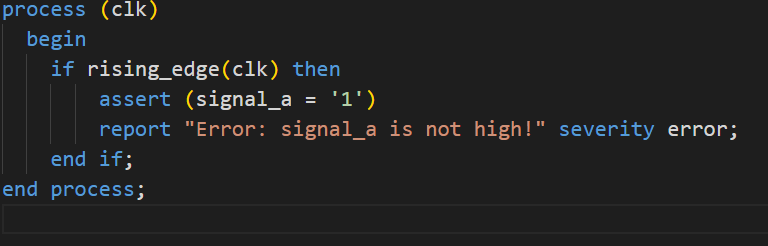 process (clk)
begin
if rising_edge(clk) then
assert (signal_a = '1')
report "Error: signal_a is not high!" severity error;
end if;
end process;